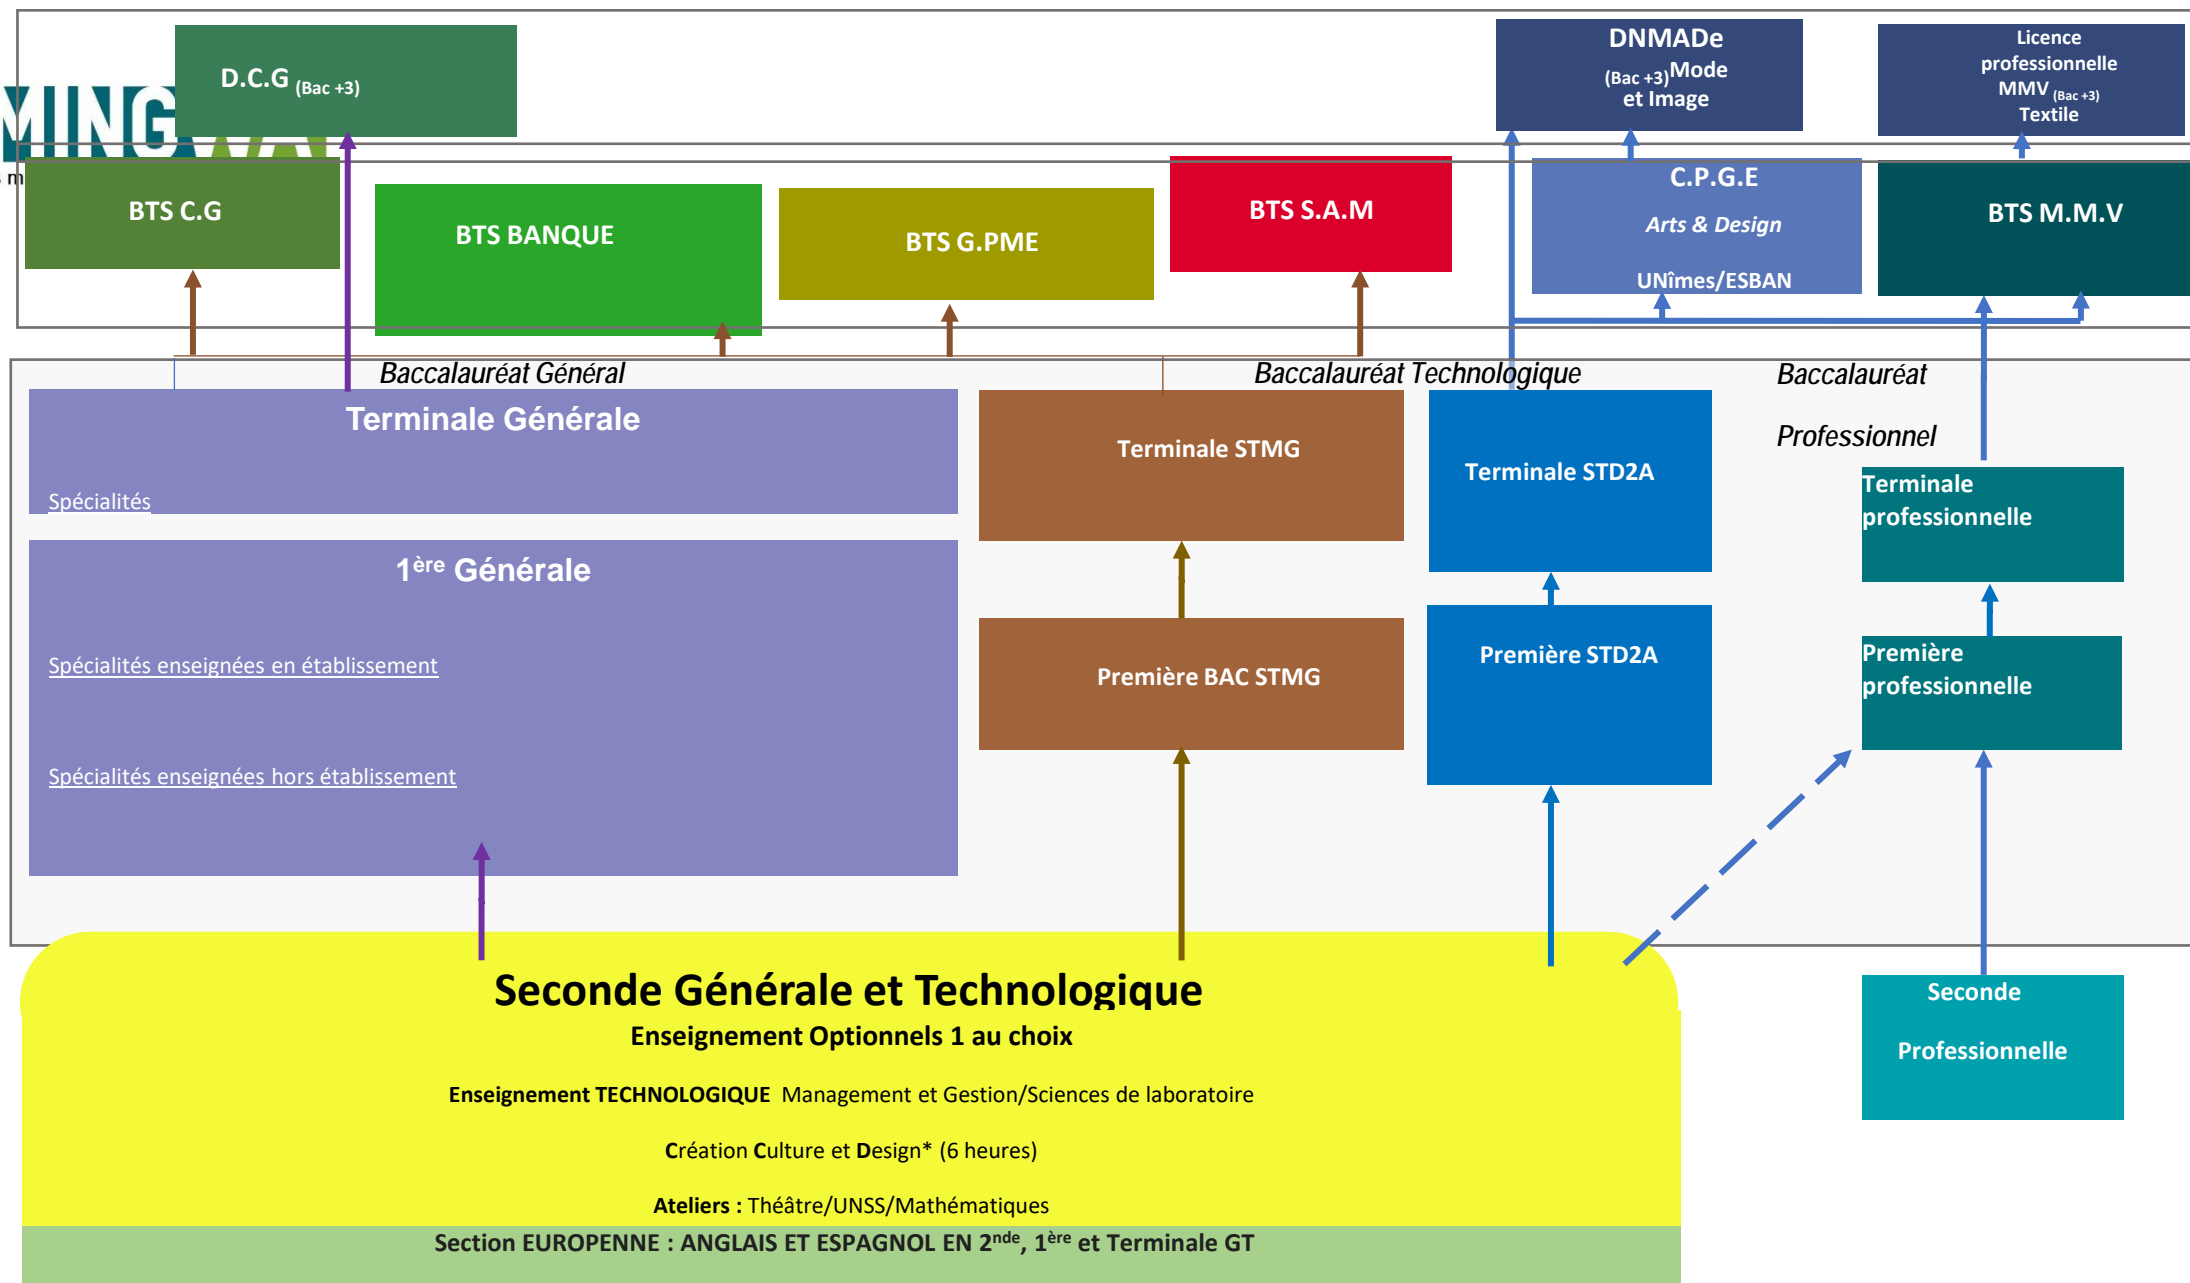 D.C.G (Bac +3)
DNMADe
(Bac +3)Mode
et Image
Licence
professionnelle
MMV (Bac +3)
Textile
MING
s m
BTS C.G
BTS BANQUE
BTS G.PME
BTS S.A.M
C.P.G.E
Arts & Design
UNîmes/ESBAN
BTS M.M.V
Baccalauréat Général
Baccalauréat Technologique
Baccalauréat
Professionnel
Terminale Générale
Spécialités
Terminale STMG
Terminale STD2A
Terminale
professionnelle
1ère Générale
Spécialités enseignées en établissement
Spécialités enseignées hors établissement
Première BAC STMG
Première STD2A
Première
professionnelle
Seconde Générale et Technologique
Enseignement Optionnels 1 au choix
Enseignement TECHNOLOGIQUE Management et Gestion/Sciences de laboratoire
Création Culture et Design* (6 heures)
Ateliers : Théâtre/UNSS/Mathématiques
Section EUROPENNE : ANGLAIS ET ESPAGNOL EN 2nde, 1ère et Terminale GT
Seconde
Professionnelle